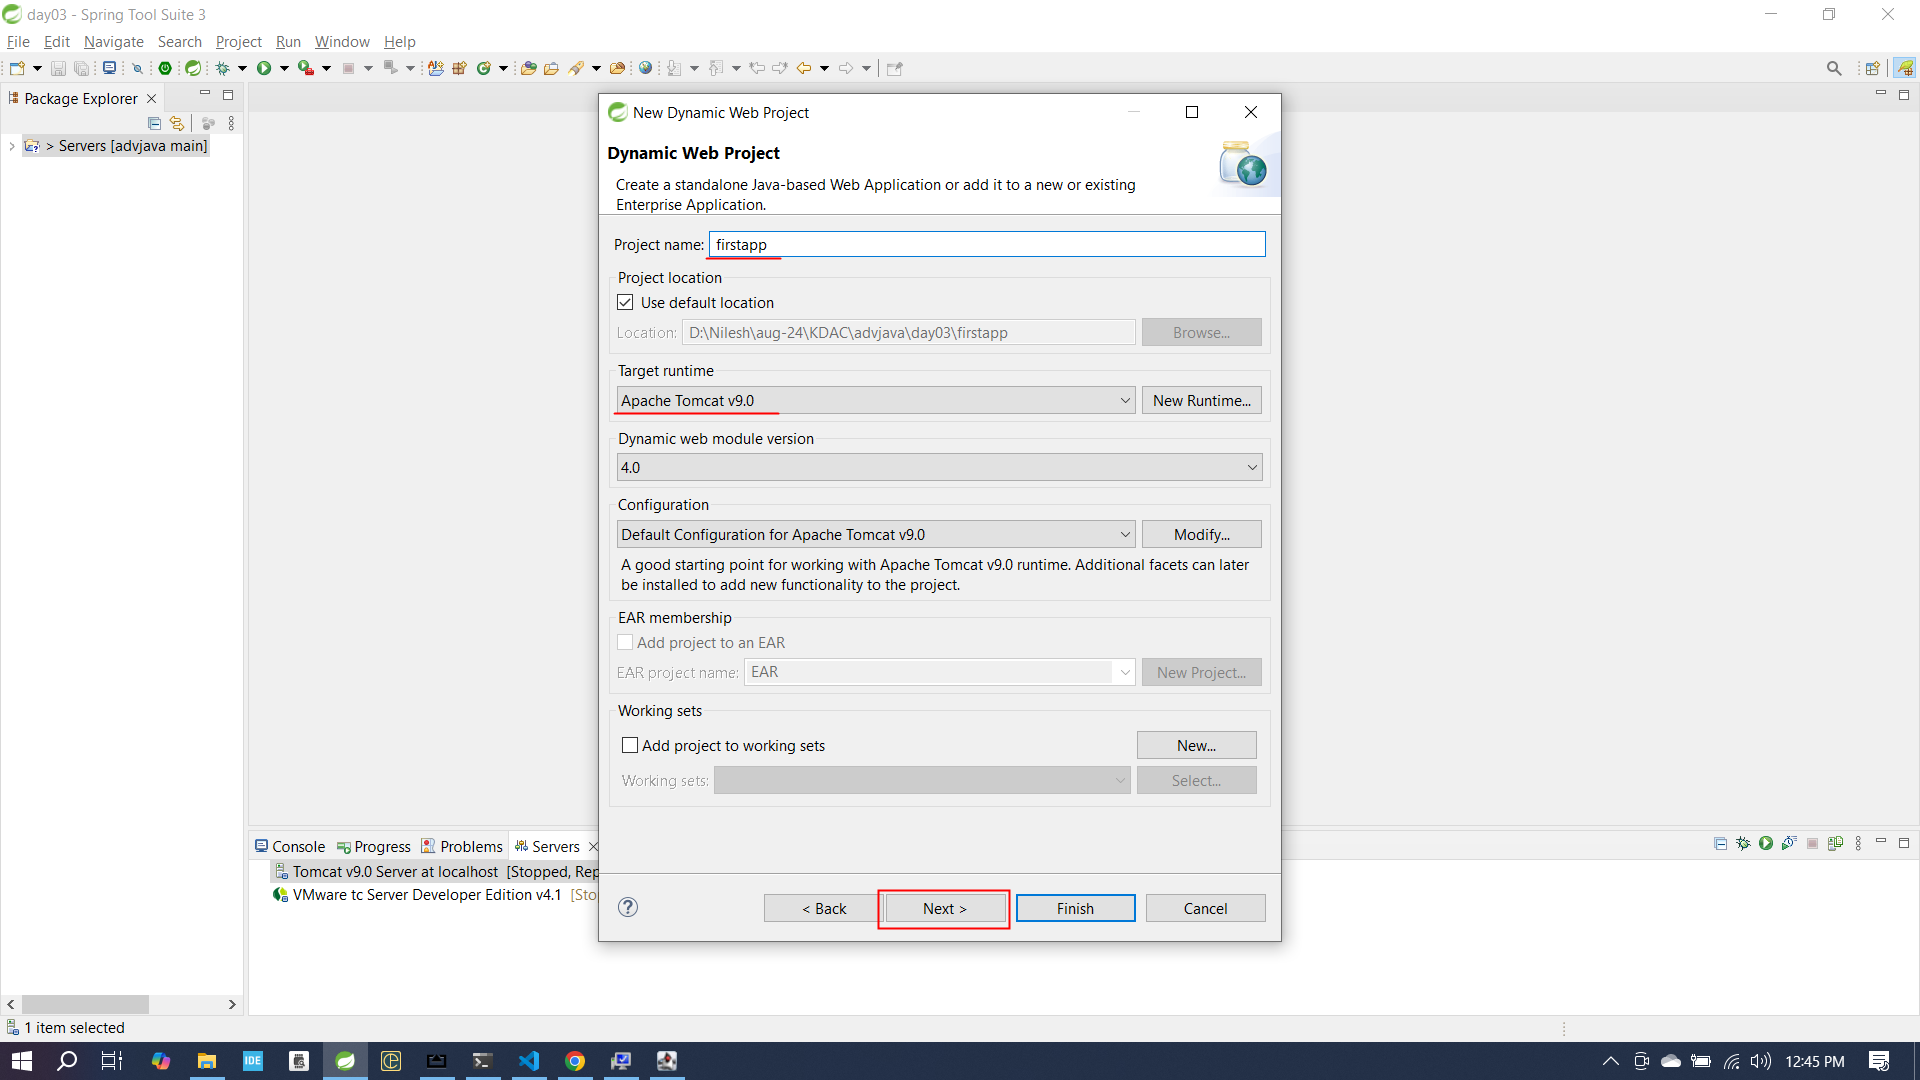 day03 - Spring Tool Suite 3
File Edit Navigate Search Project Run Window Help
Package Explorer
> Servers [advjava main]
New Dynamic Web Project
Dynamic Web Project
Create a standalone Java-based Web Application or add it to a new or existing
Enterprise Application.
Project name: firstapp
Project location
Use default location
Location: D:\Nilesh\aug-24\KDAC\advjava\day03\firstapp Browse...
Target runtime
Apache Tomcat v9.0 New Runtime...
Dynamic web module version
4.0
Configuration
Default Configuration for Apache Tomcat v9.0 Modify...
A good starting point for working with Apache Tomcat v9.0 runtime. Additional facets can later
be installed to add new functionality to the project.
EAR membership
Add project to an EAR
EAR project name: EAR New Project...
Working sets
Add project to working sets New...
Working sets: Select...
< Back Next > Finish Cancel
Console Progress Problems Servers
Tomcat v9.0 Server at localhost [Stopped, Rep
VMware tc Server Developer Edition v4.1 [Sto
1 item selected
IDE
12:45 PM